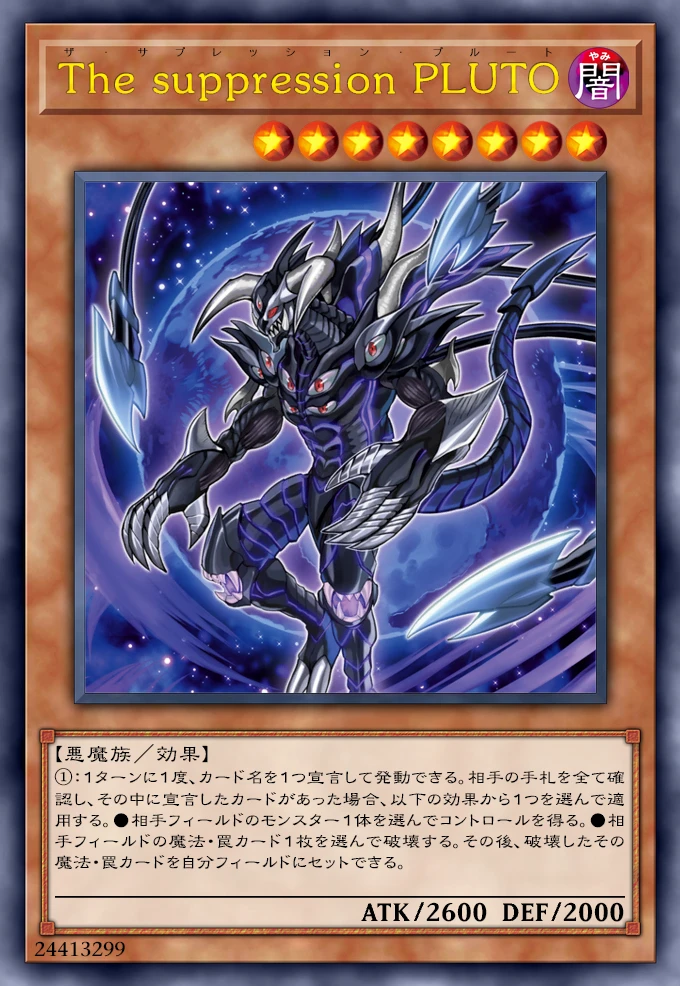 ザ・サプレッション・プルート
The suppression PLUTO
やみ
闇
【悪魔族／効果】
①：1ターンに1度、カード名を1つ宣言して発動できる。相手の手札を全て確
認し、その中に宣言したカードがあった場合、以下の効果から1つを選んで適
用する。●相手フィールドのモンスター1体を選んでコントロールを得る。●相
手フィールドの魔法・罠カード1枚を選んで破壊する。その後、破壊したその
魔法・罠カードを自分フィールドにセットできる。
ATK/2600 DEF/2000
24413299